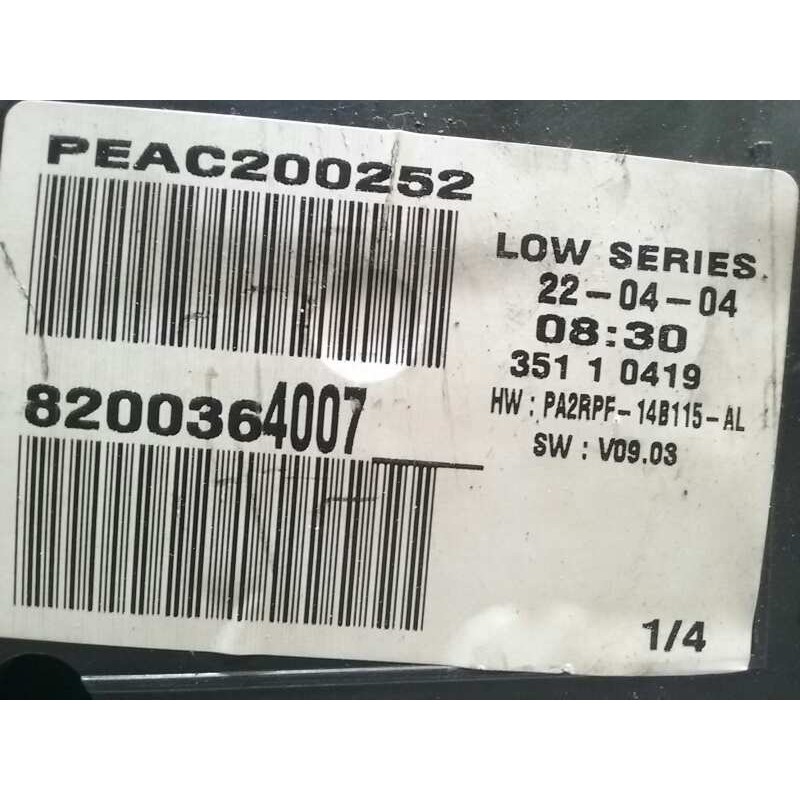 PEAC200252
LOW SERIES
22-04-04
08:30
351 1 0419
8200364007
HW : PA2RPF-14B115-AL
SW : V09.03
1/4